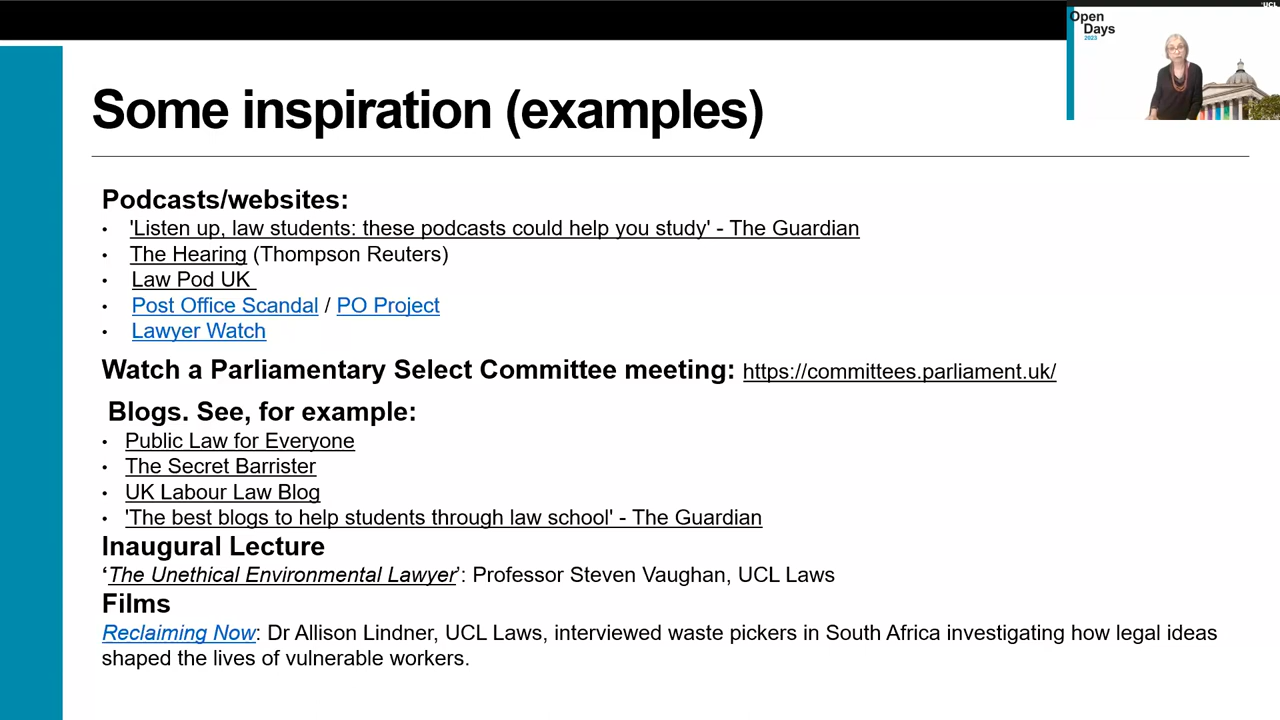 UCL
Open
Days
2023
Some inspiration (examples)
Podcasts/websites:
• 'Listen up, law students: these podcasts could help you study' - The Guardian
• The Hearing (Thompson Reuters)
• Law Pod UK
• Post Office Scandal / PO Project
• Lawyer Watch
Watch a Parliamentary Select Committee meeting: https://committees.parliament.uk/
Blogs. See, for example:
• Public Law for Everyone
• The Secret Barrister
• UK Labour Law Blog
• 'The best blogs to help students through law school' - The Guardian
Inaugural Lecture
‘The Unethical Environmental Lawyer’: Professor Steven Vaughan, UCL Laws
Films
Reclaiming Now: Dr Allison Lindner, UCL Laws, interviewed waste pickers in South Africa investigating how legal ideas
shaped the lives of vulnerable workers.